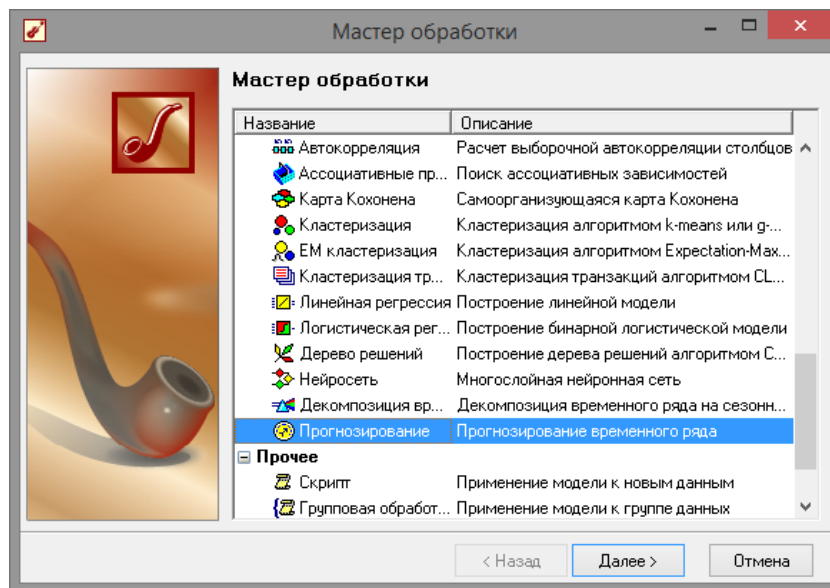 Мастер обработки
Мастер обработки
Название Описание
Автокорреляция Расчет выборочной автокорреляции столбцов
Ассоциативные пр... Поиск ассоциативных зависимостей
Карта Кохонена Самоорганизующаяся карта Кохонена
Кластеризация Кластеризация алгоритмом k-means или g-...
EM кластеризация Кластеризация алгоритмом Expectation-Max...
Кластеризация тр... Кластеризация транзакций алгоритмом CL...
Линейная регрессия Построение линейной модели
Логистическая рег... Построение бинарной логистической модели
Дерево решений Построение дерева решений алгоритмом C...
Нейросеть Многослойная нейронная сеть
Декомпозиция вр... Декомпозиция временного ряда на сезонн...
Прогнозирование Прогнозирование временного ряда
Прочее
Скрипт Применение модели к новым данным
Групповая обработ... Применение модели к группе данных
< Назад Далее > Отмена